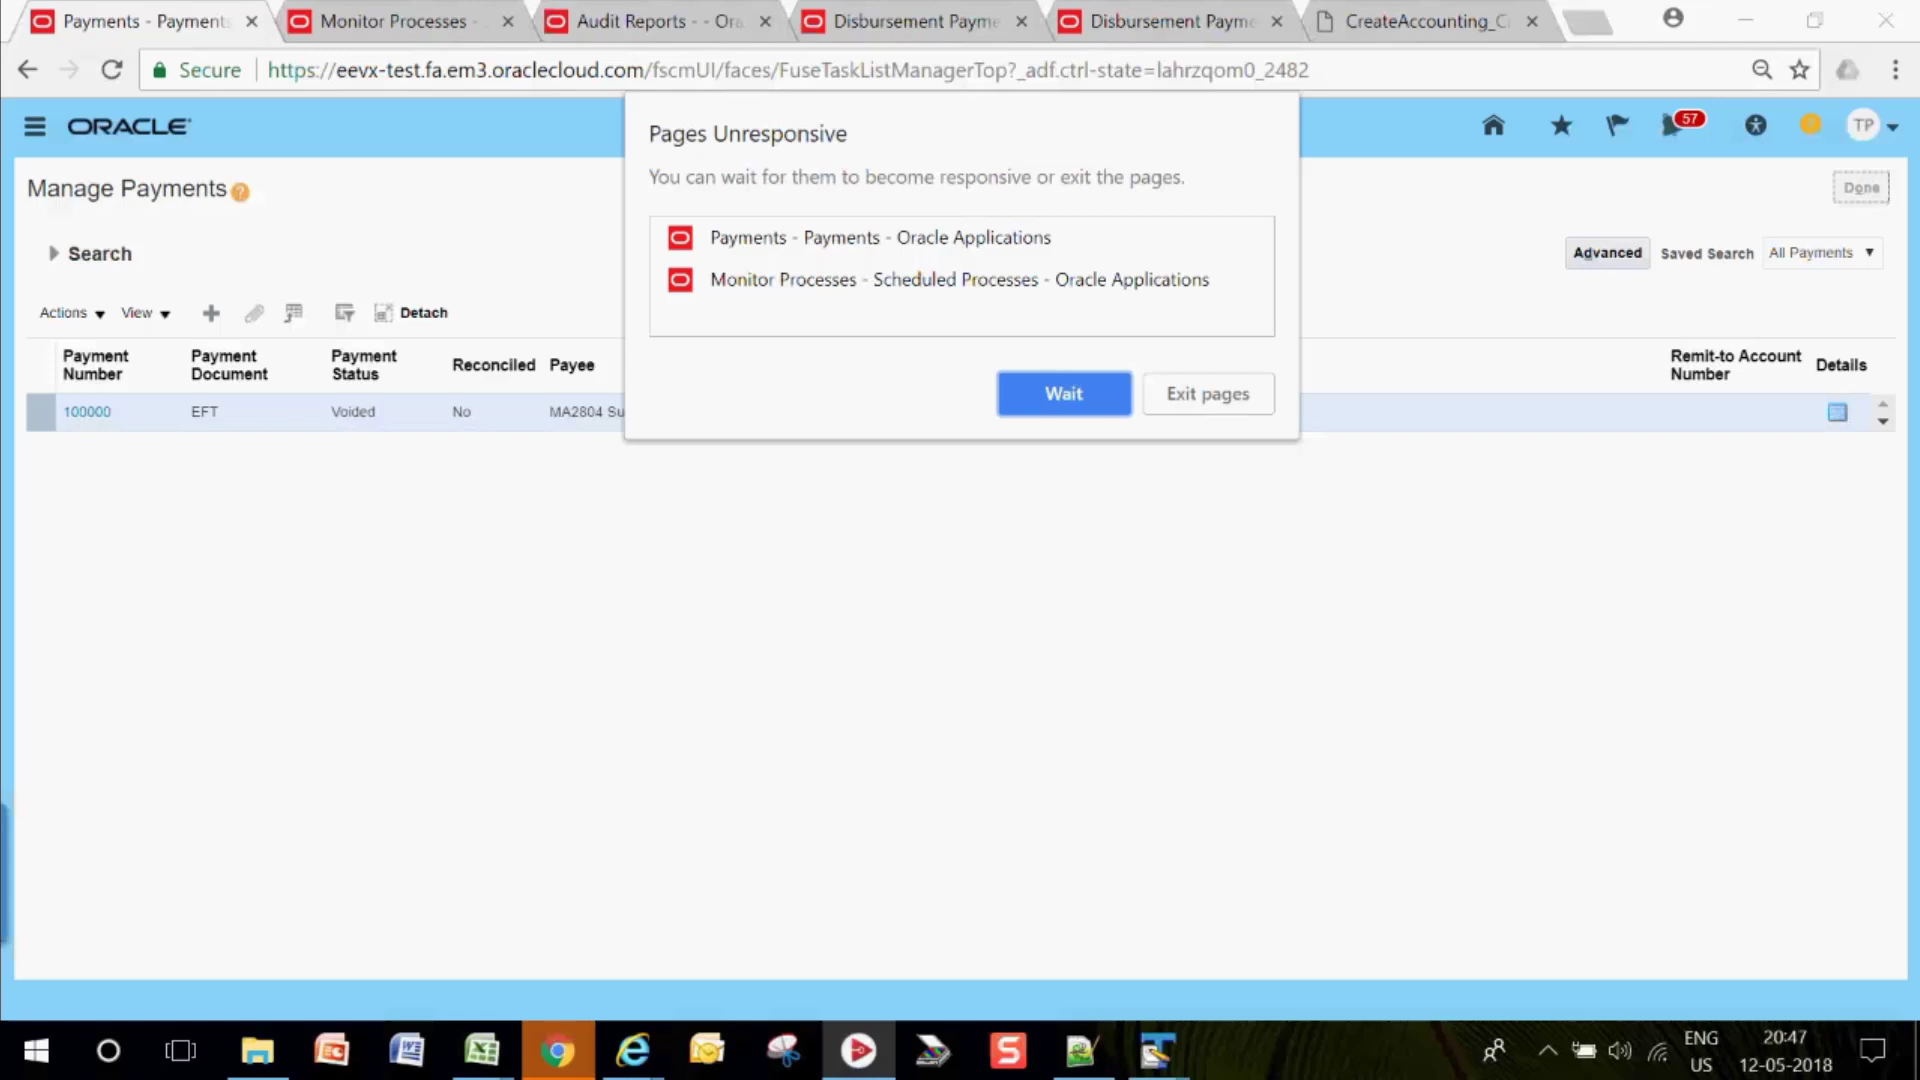 Payments - Payments
Monitor Processes -
Audit Reports - - Ora
Disbursement Payme
Disbursement Payme
CreateAccounting_C
Secure
https://eevx-test.fa.em3.oraclecloud.com/fscmUI/faces/FuseTaskListManagerTop?_adf.ctrl-state=lahrzqom0_2482
ORACLE
57
TP
Pages Unresponsive
You can wait for them to become responsive or exit the pages.
Payments - Payments - Oracle Applications
Monitor Processes - Scheduled Processes - Oracle Applications
Wait
Exit pages
Manage Payments
Done
Search
Advanced Saved Search All Payments
Actions View Detach
Payment Number
Payment Document
Payment Status
Reconciled
Payee
Remit-to Account Number
Details
100000 EFT Voided No MA2804 Su
ENG
US
20:47
12-05-2018